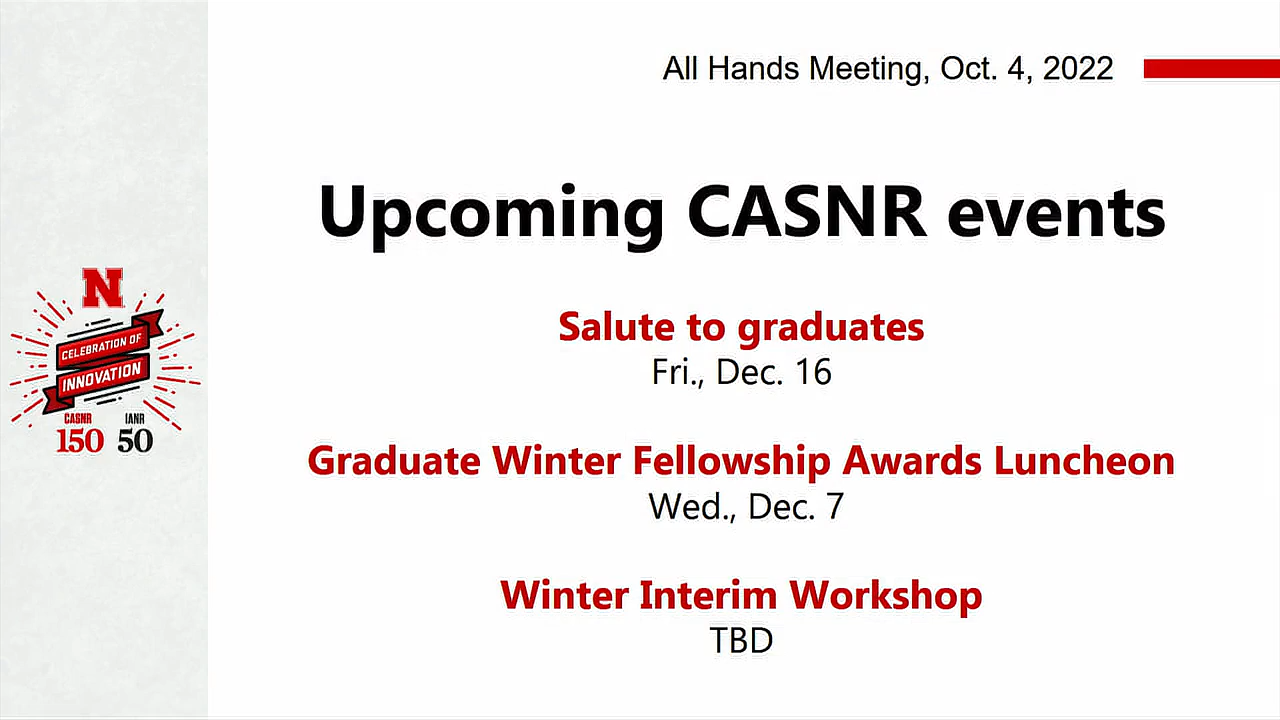 All Hands Meeting, Oct. 4, 2022
Upcoming CASNR events
Salute to graduates
Fri., Dec. 16
Graduate Winter Fellowship Awards Luncheon
Wed., Dec. 7
Winter Interim Workshop
TBD
N
CELEBRATION OF
INNOVATION
CASNR IANR
150 50